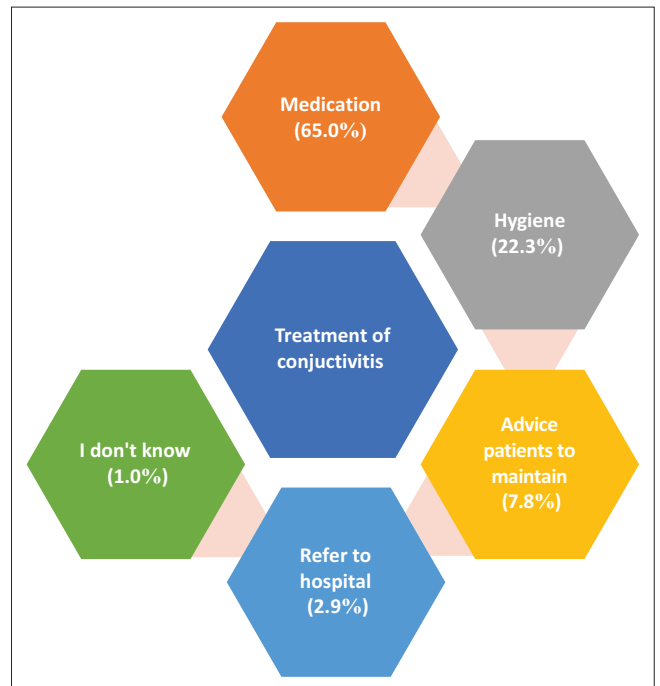 Medication
(65.0%)
Hygiene
(22.3%)
Treatment of
conjuctivitis
Advice
patients to
maintain
(7.8%)
I don't know
(1.0%)
Refer to
hospital
(2.9%)